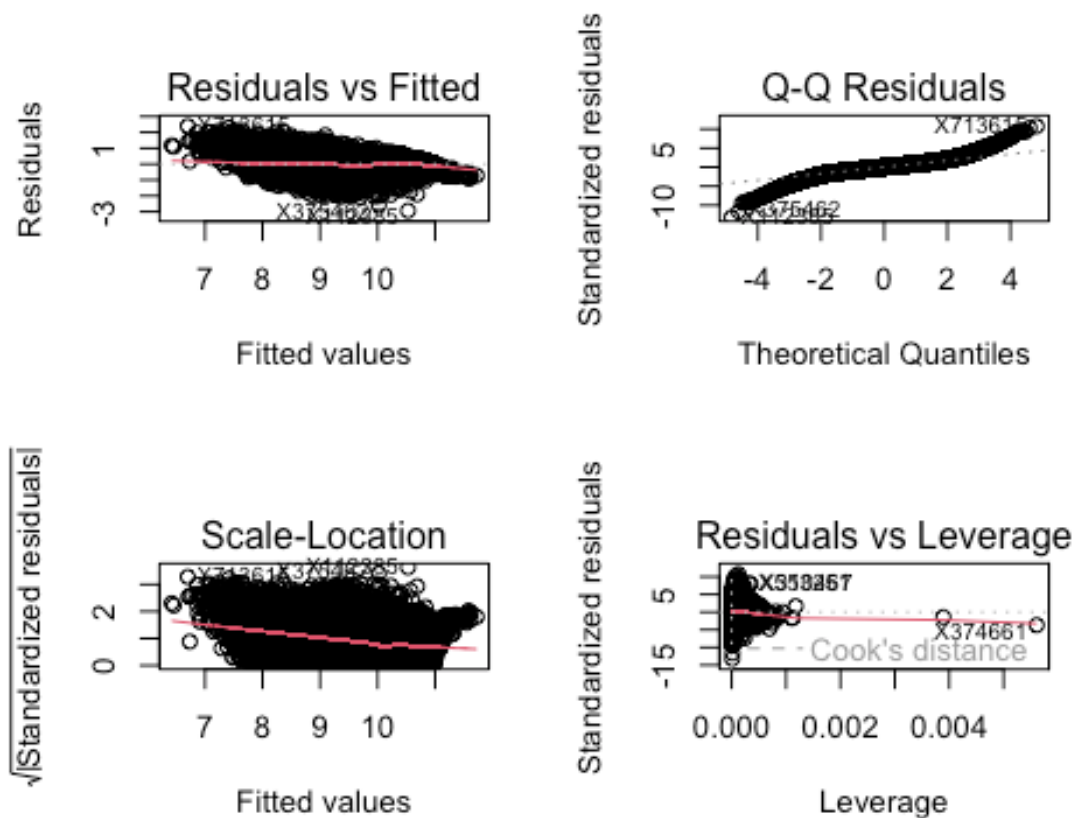 Residuals vs Fitted
Residuals
1
-3
7 8 9 10
Fitted values
Q-Q Residuals
Standardized residuals
5
-10
-4 -2 0 2 4
Theoretical Quantiles
Scale-Location
√|Standardized residuals|
2
0
7 8 9 10
Fitted values
Residuals vs Leverage
Standardized residuals
5
-15
X374661
Cook's distance
0.000 0.002 0.004
Leverage